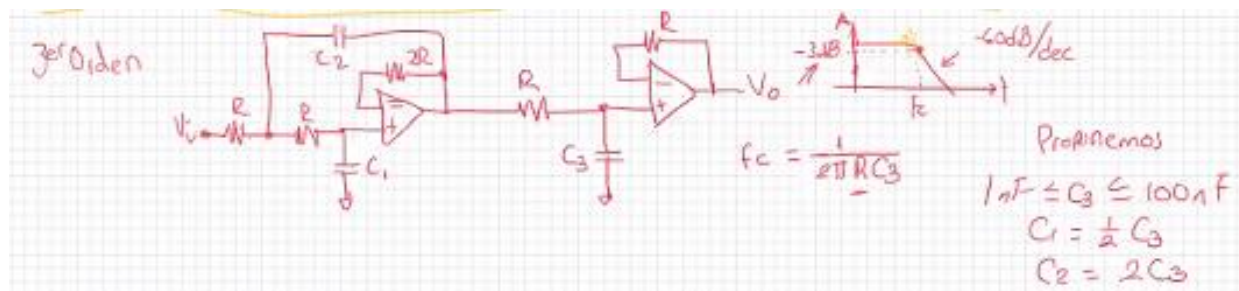 3er Orden
C2
2R
R
R
Vi
C1
R
C3
R
Vo
A
-3dB
-60dB/dec
fc
f
fc = 1 / 2πRC3
Propinemos
1nF ≤ C3 ≤ 100nF
C1 = 1/2 C3
C2 = 2C3